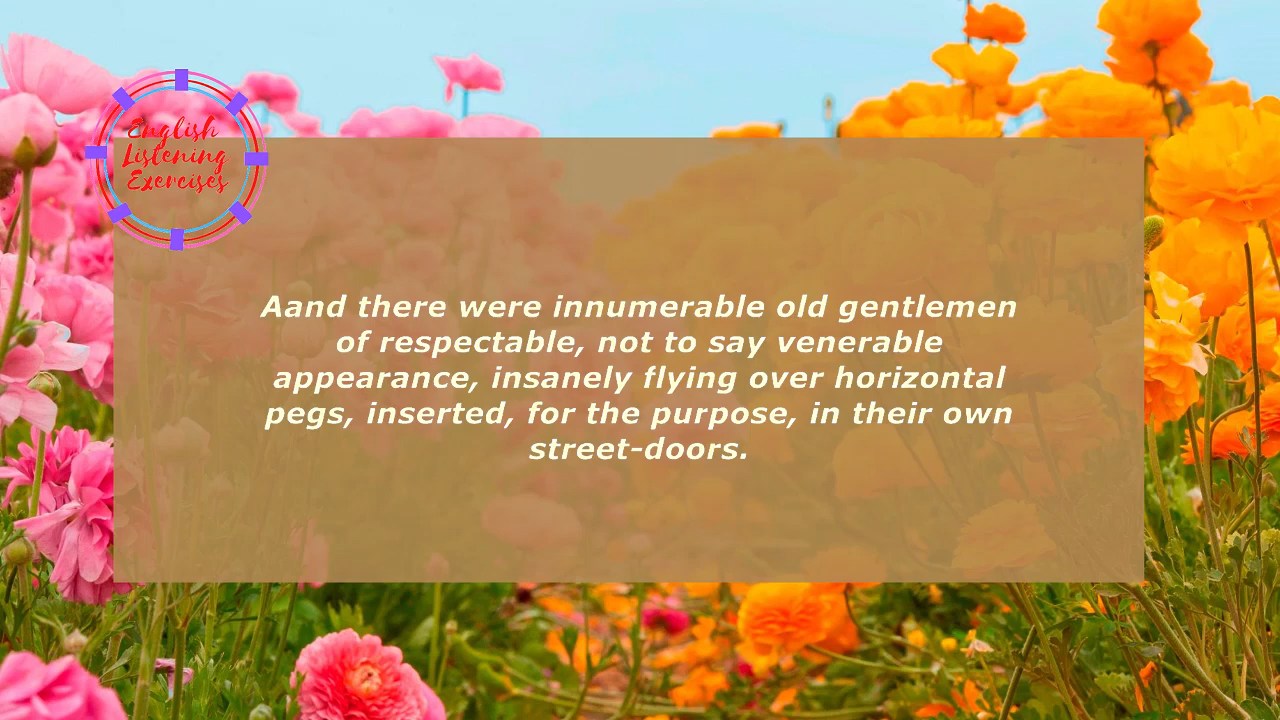 English
Listening
Exercises
Aand there were innumerable old gentlemen
of respectable, not to say venerable
appearance, insanely flying over horizontal
pegs, inserted, for the purpose, in their own
street-doors.